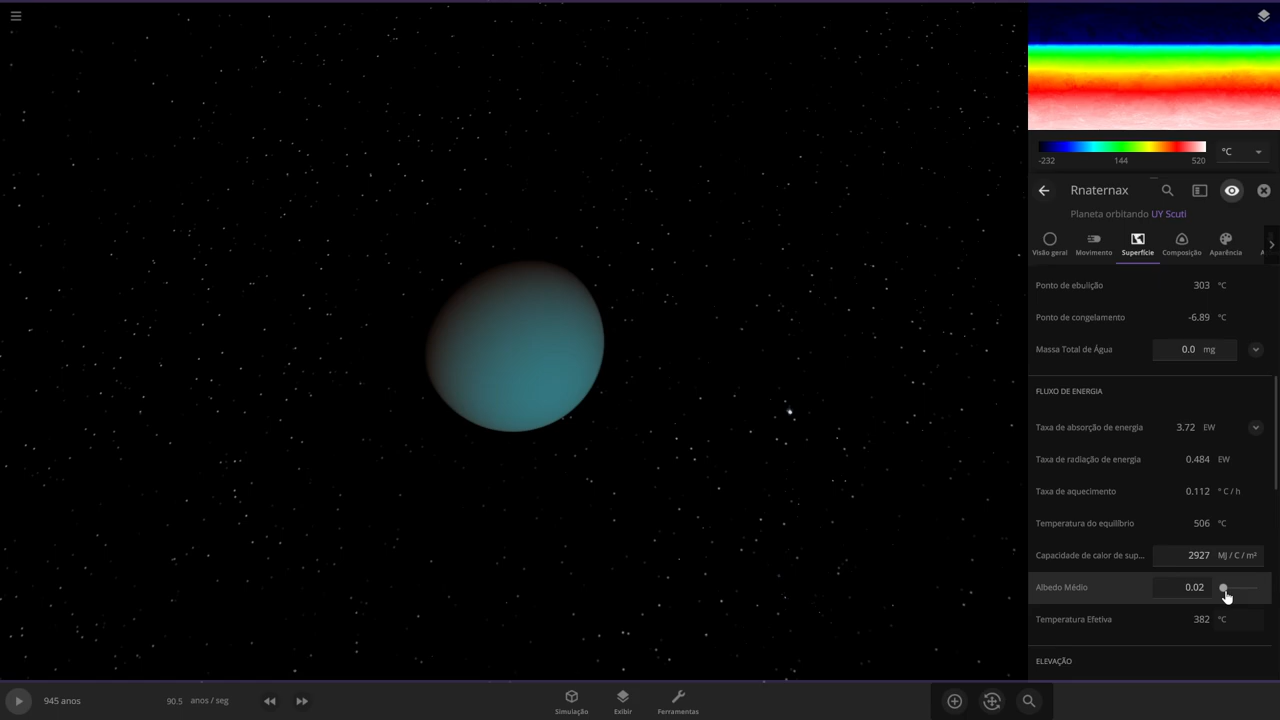 °C
-232 144 520
Rnaternax
Planeta orbitando UY Scuti
Visão geral Movimento Superfície Composição Aparência A
Ponto de ebulição 303 °C
Ponto de congelamento -6.89 °C
Massa Total de Água 0.0 mg
FLUXO DE ENERGIA
Taxa de absorção de energia 3.72 EW
Taxa de radiação de energia 0.484 EW
Taxa de aquecimento 0.112 ° C / h
Temperatura do equilíbrio 506 °C
Capacidade de calor de sup... 2927 MJ / C / m²
Albedo Médio 0.02
Temperatura Efetiva 382 °C
ELEVAÇÃO
945 anos 90.5 anos / seg
Simulação Exibir Ferramentas